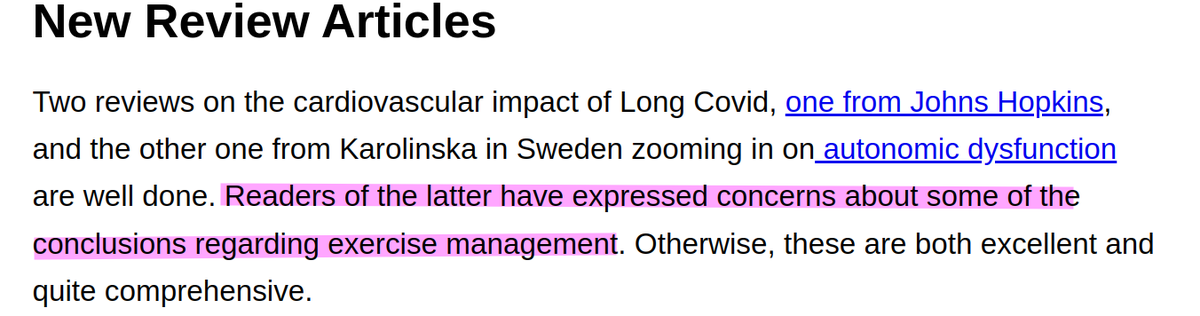 New Review Articles
Two reviews on the cardiovascular impact of Long Covid, one from Johns Hopkins,
and the other one from Karolinska in Sweden zooming in on autonomic dysfunction
are well done. Readers of the latter have expressed concerns about some of the
conclusions regarding exercise management. Otherwise, these are both excellent and
quite comprehensive.